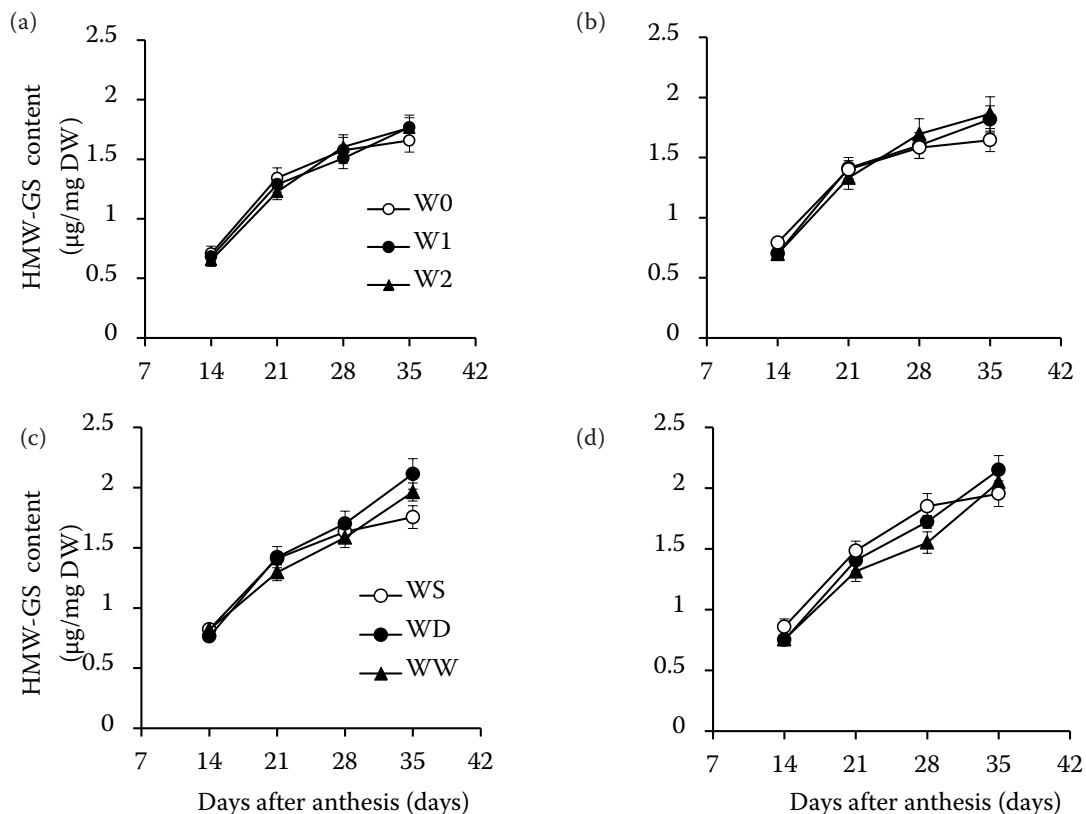 (a)
HMW-GS content
(µg/mg DW)
2.5
2
1.5
1
0.5
0
7 14 21 28 35 42
W0
W1
W2
(b)
2.5
2
1.5
1
0.5
0
7 14 21 28 35 42
(c)
HMW-GS content
(µg/mg DW)
2.5
2
1.5
1
0.5
0
7 14 21 28 35 42
Days after anthesis (days)
WS
WD
WW
(d)
2.5
2
1.5
1
0.5
0
7 14 21 28 35 42
Days after anthesis (days)